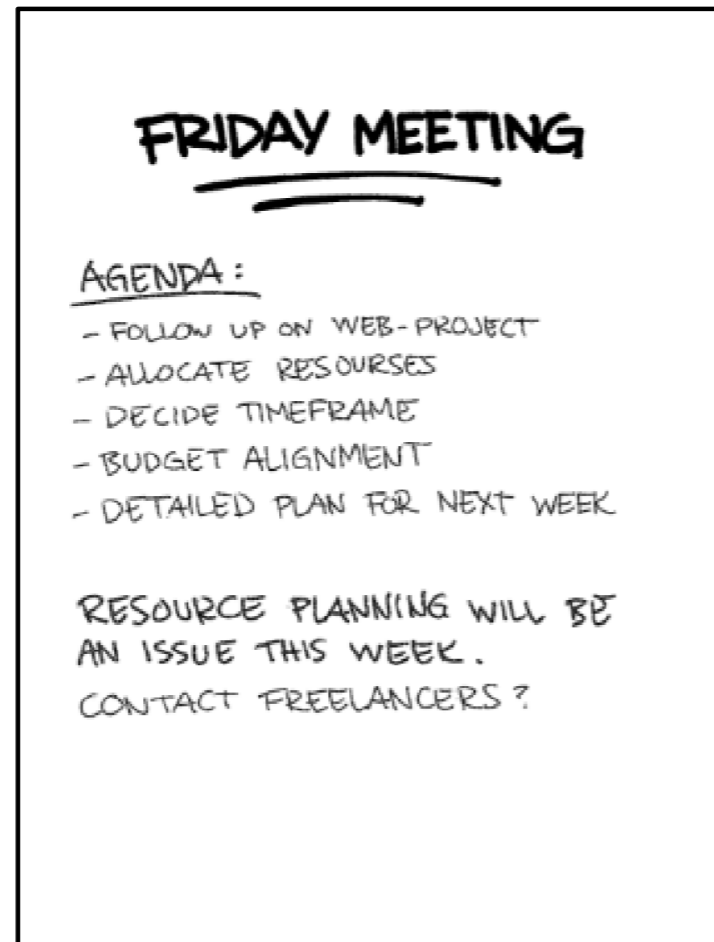 FRIDAY MEETING
AGENDA:
- FOLLOW UP ON WEB-PROJECT
- ALLOCATE RESOURSES
- DECIDE TIMEFRAME
- BUDGET ALIGNMENT
- DETAILED PLAN FOR NEXT WEEK
RESOURCE PLANNING WILL BE
AN ISSUE THIS WEEK.
CONTACT FREELANCERS?